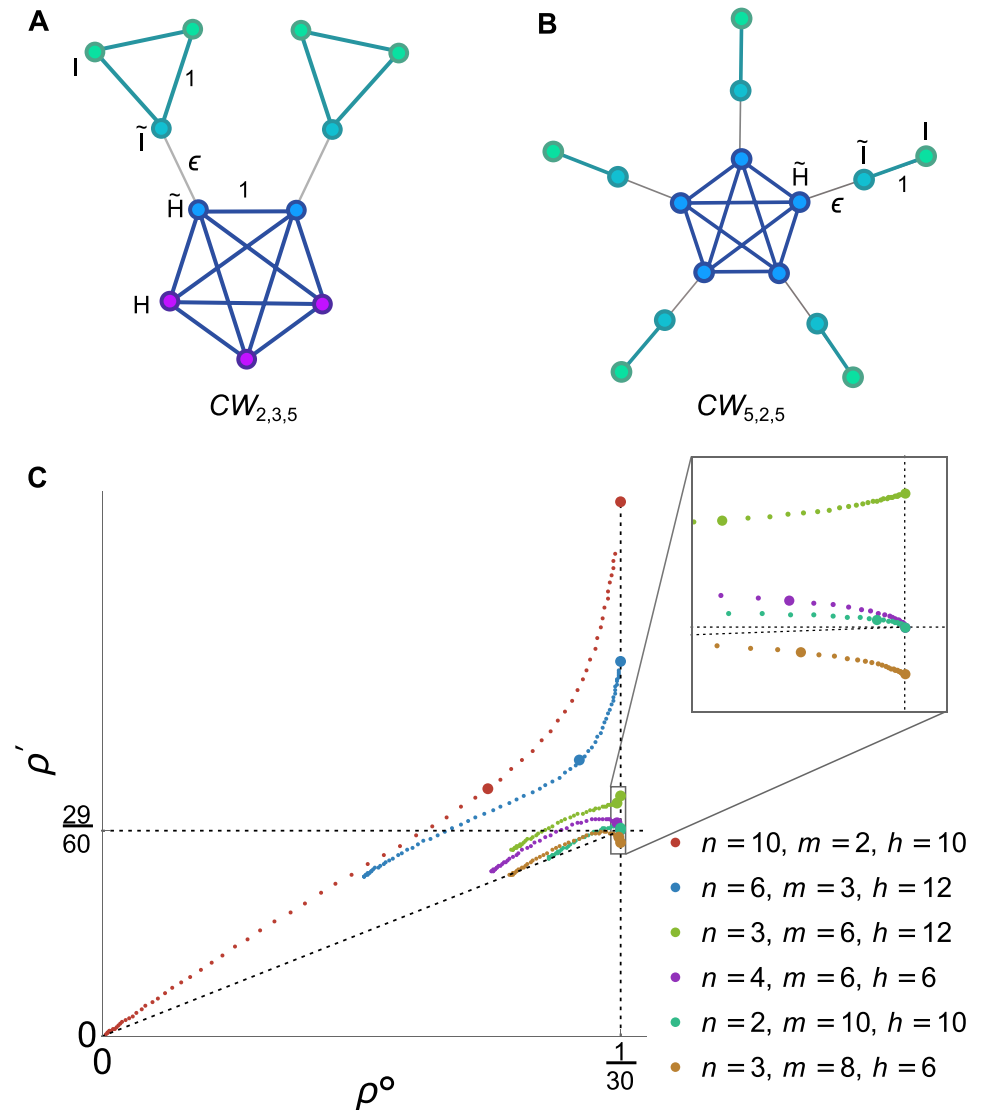 A
I
1
Ĩ
ϵ
1
H̃
H
CW2,3,5
B
I
Ĩ
H̃
1
ϵ
CW5,2,5
C
ρ′
29
60
0
0
1
30
ρ°
n = 10, m = 2, h = 10
n = 6, m = 3, h = 12
n = 3, m = 6, h = 12
n = 4, m = 6, h = 6
n = 2, m = 10, h = 10
n = 3, m = 8, h = 6